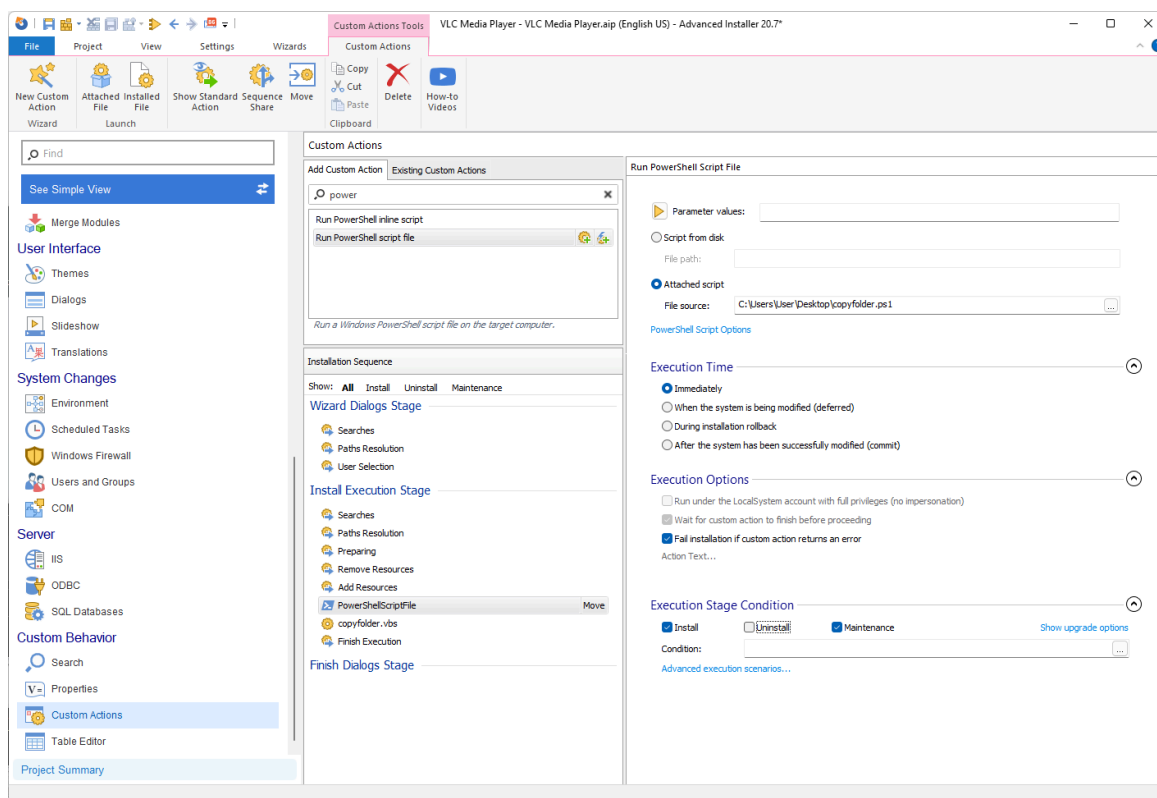 Custom Actions Tools
VLC Media Player - VLC Media Player.aip (English US) - Advanced Installer 20.7*
File Project View Settings Wizards Custom Actions
New Custom Action
Attached File
Installed File
Show Standard Action
Sequence Share
Move
Copy
Cut
Paste
Delete
How-to Videos
Wizard Launch Clipboard
Find
See Simple View
Merge Modules
User Interface
Themes
Dialogs
Slideshow
Translations
System Changes
Environment
Scheduled Tasks
Windows Firewall
Users and Groups
COM
Server
IIS
ODBC
SQL Databases
Custom Behavior
Search
Properties
Custom Actions
Table Editor
Project Summary
Custom Actions
Add Custom Action Existing Custom Actions
power
Run PowerShell inline script
Run PowerShell script file
Run a Windows PowerShell script file on the target computer.
Installation Sequence
Show: All Install Uninstall Maintenance
Wizard Dialogs Stage
Searches
Paths Resolution
User Selection
Install Execution Stage
Searches
Paths Resolution
Preparing
Remove Resources
Add Resources
PowerShellScriptFile Move
copyfolder.vbs
Finish Execution
Finish Dialogs Stage
Run PowerShell Script File
Parameter values:
Script from disk
File path:
Attached script
File source: C:\Users\User\Desktop\copyfolder.ps1 ...
PowerShell Script Options
Execution Time
Immediately
When the system is being modified (deferred)
During installation rollback
After the system has been successfully modified (commit)
Execution Options
Run under the LocalSystem account with full privileges (no impersonation)
Wait for custom action to finish before proceeding
Fail installation if custom action returns an error
Action Text...
Execution Stage Condition
Install Uninstall Maintenance Show upgrade options
Condition: ...
Advanced execution scenarios...